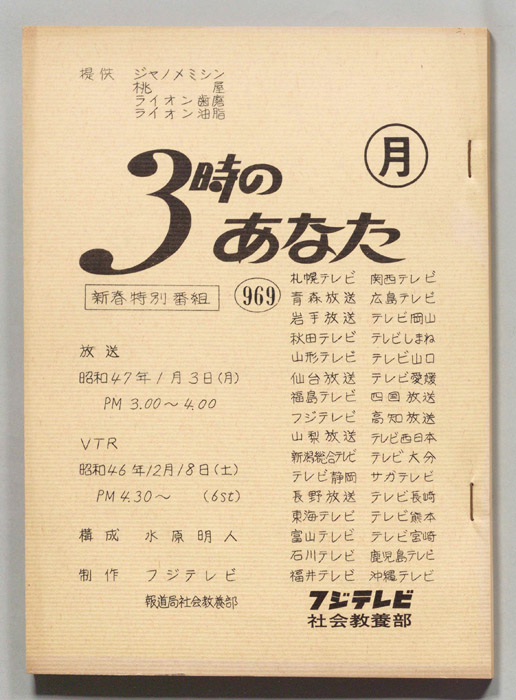 提供 ジャノメミシン
桃屋
ライオン歯磨
ライオン油脂
月
3時の
あなた
新春特別番組
969
放送
昭和47年1月3日(月)
PM 3.00～4.00
VTR
昭和46年12月18日(土)
PM 4.30～ (6st)
構成 水原明人
制作 フジテレビ
報道局社会教養部
札幌テレビ 関西テレビ
青森放送 広島テレビ
岩手放送 テレビ岡山
秋田テレビ テレビしまね
山形テレビ テレビ山口
仙台放送 テレビ愛媛
福島テレビ 四国放送
フジテレビ 高知放送
山梨放送 テレビ西日本
新潟総合テレビ テレビ大分
テレビ静岡 サガテレビ
長野放送 テレビ長崎
東海テレビ テレビ熊本
富山テレビ テレビ宮崎
石川テレビ 鹿児島テレビ
福井テレビ 沖縄テレビ
フジテレビ
社会教養部